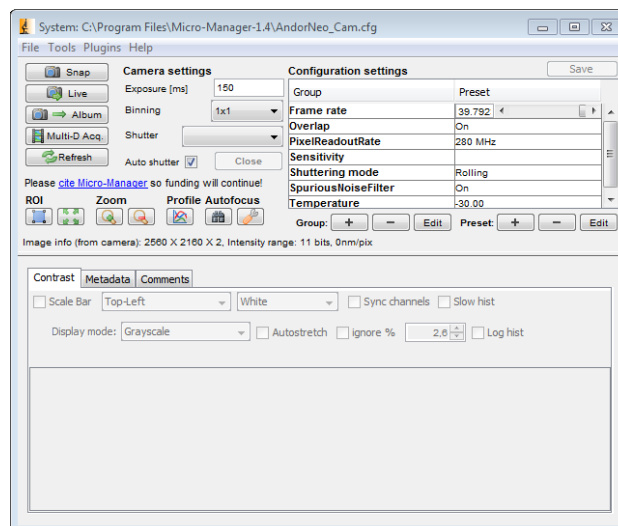 System: C:\Program Files\Micro-Manager-1.4\AndorNeo_Cam.cfg
File Tools Plugins Help
Snap
Camera settings
Configuration settings
Save
Live
Exposure [ms] 150
Group Preset
Album
Binning 1x1
Frame rate 39.792
Overlap On
Multi-D Acq.
Shutter
PixelReadoutRate 280 MHz
Sensitivity
Refresh
Auto shutter Close
Shuttering mode Rolling
Please cite Micro-Manager so funding will continue!
SpuriousNoiseFilter On
Temperature -30.00
ROI Zoom Profile Autofocus
Group: + − Edit Preset: + − Edit
Image info (from camera): 2560 X 2160 X 2, Intensity range: 11 bits, 0nm/pix
Contrast Metadata Comments
Scale Bar Top-Left White Sync channels Slow hist
Display mode: Grayscale Autostretch ignore % 2,6 Log hist